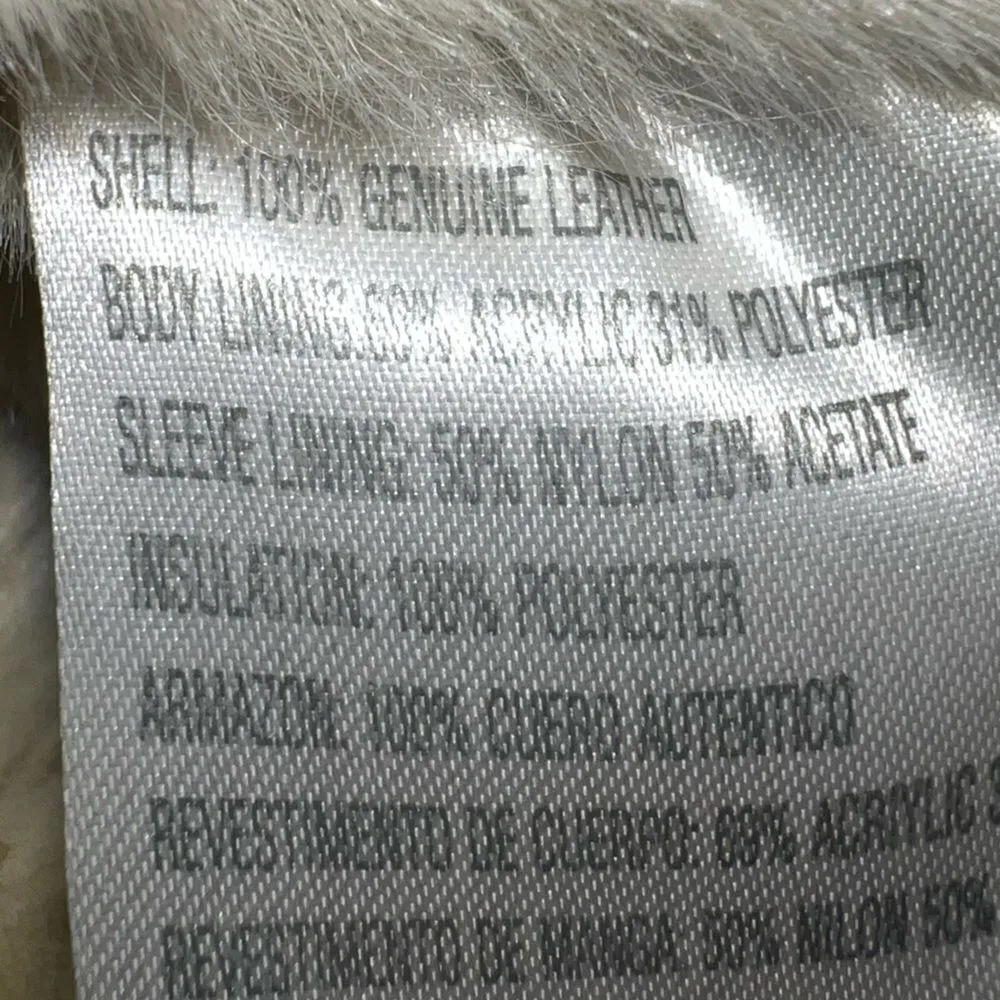 SHELL: 100% GENUINE LEATHER
BODY LINING: 69% ACRYLIC 31% POLYESTER
SLEEVE LINING: 50% NYLON 50% ACETATE
INSULATION: 100% POLYESTER
ARMAZON: 100% CUERO AUTENTICO
REVESTIMENTO DE CUERPO: 69% ACRYLIC
REVESTIMENTO DE MANGA 50% NILON 50%